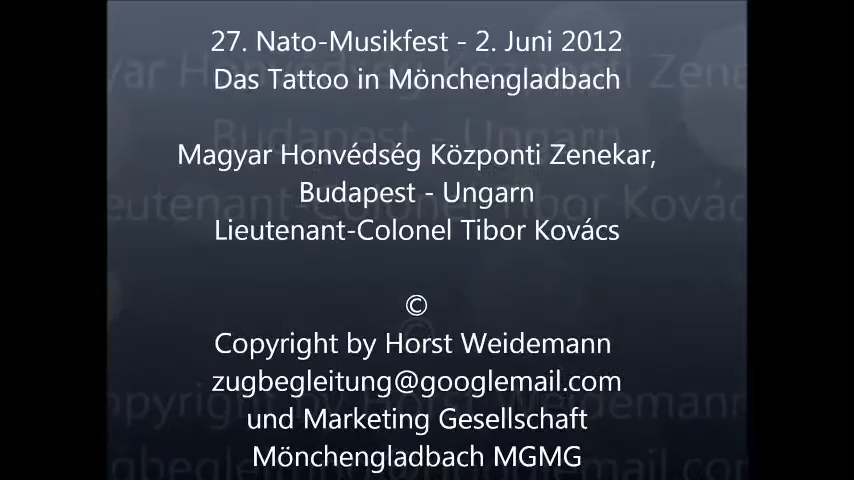 27. Nato-Musikfest - 2. Juni 2012
Das Tattoo in Mönchengladbach
Magyar Honvédség Központi Zenekar,
Budapest - Ungarn
Lieutenant-Colonel Tibor Kovács
©
Copyright by Horst Weidemann
zugbegleitung@googlemail.com
und Marketing Gesellschaft
Mönchengladbach MGMG